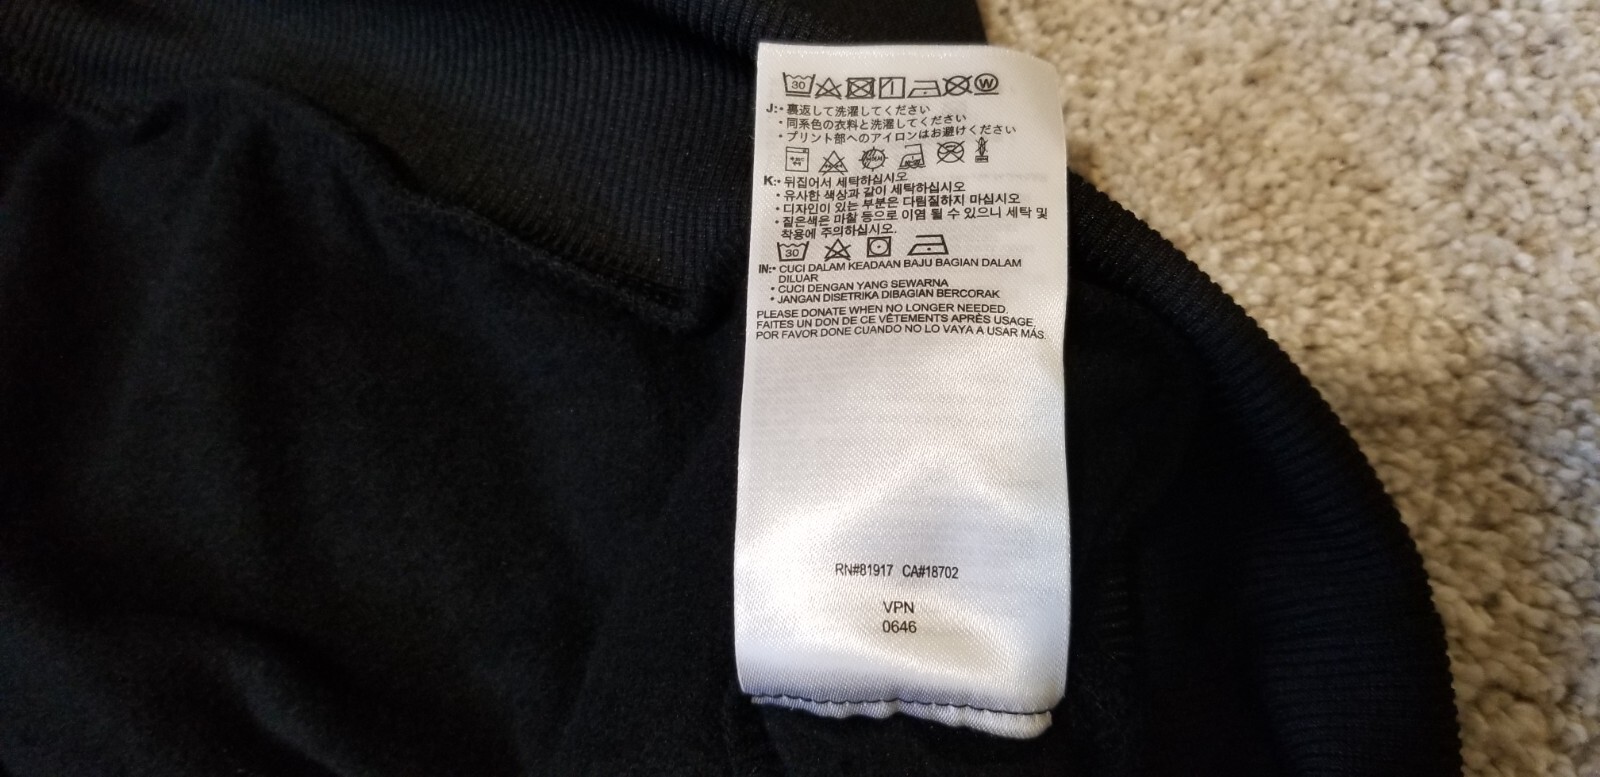 30 W
J:• 裏返して洗濯してください
• 同系色の衣料と洗濯してください
• プリント部へのアイロンはお避けください
K:• 뒤집어서 세탁하십시오
• 유사한 색상과 같이 세탁하십시오
• 디자인이 있는 부분은 다림질하지 마십시오
• 짙은색은 마찰 등으로 이염 될 수 있으니 세탁 및
착용에 주의하십시오.
30
IN:• CUCI DALAM KEADAAN BAJU BAGIAN DALAM
DILUAR
• CUCI DENGAN YANG SEWARNA
• JANGAN DISETRIKA DIBAGIAN BERCORAK
PLEASE DONATE WHEN NO LONGER NEEDED.
FAITES UN DON DE CE VÊTEMENTS APRÈS USAGE.
POR FAVOR DONE CUANDO NO LO VAYA A USAR MÁS.
RN#81917 CA#18702
VPN
0646